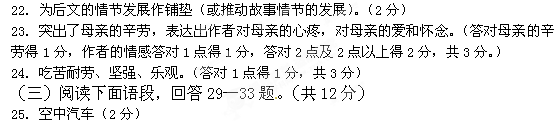 22. 为后文的情节发展作铺垫（或推动故事情节的发展）。（2 分）
23. 突出了母亲的辛劳，表达出作者对母亲的心疼，对母亲的爱和怀念。（答对母亲的辛
劳得 1 分，作者的情感答对 1 点得 1 分，答对 2 点及 2 点以上得 2 分，共 3 分。）
24. 吃苦耐劳、坚强、乐观。（答对 1 点得 1 分，共 3 分）
（三）阅读下面语段，回答 29—33 题。（共 12 分）
25. 空中汽车（2 分）